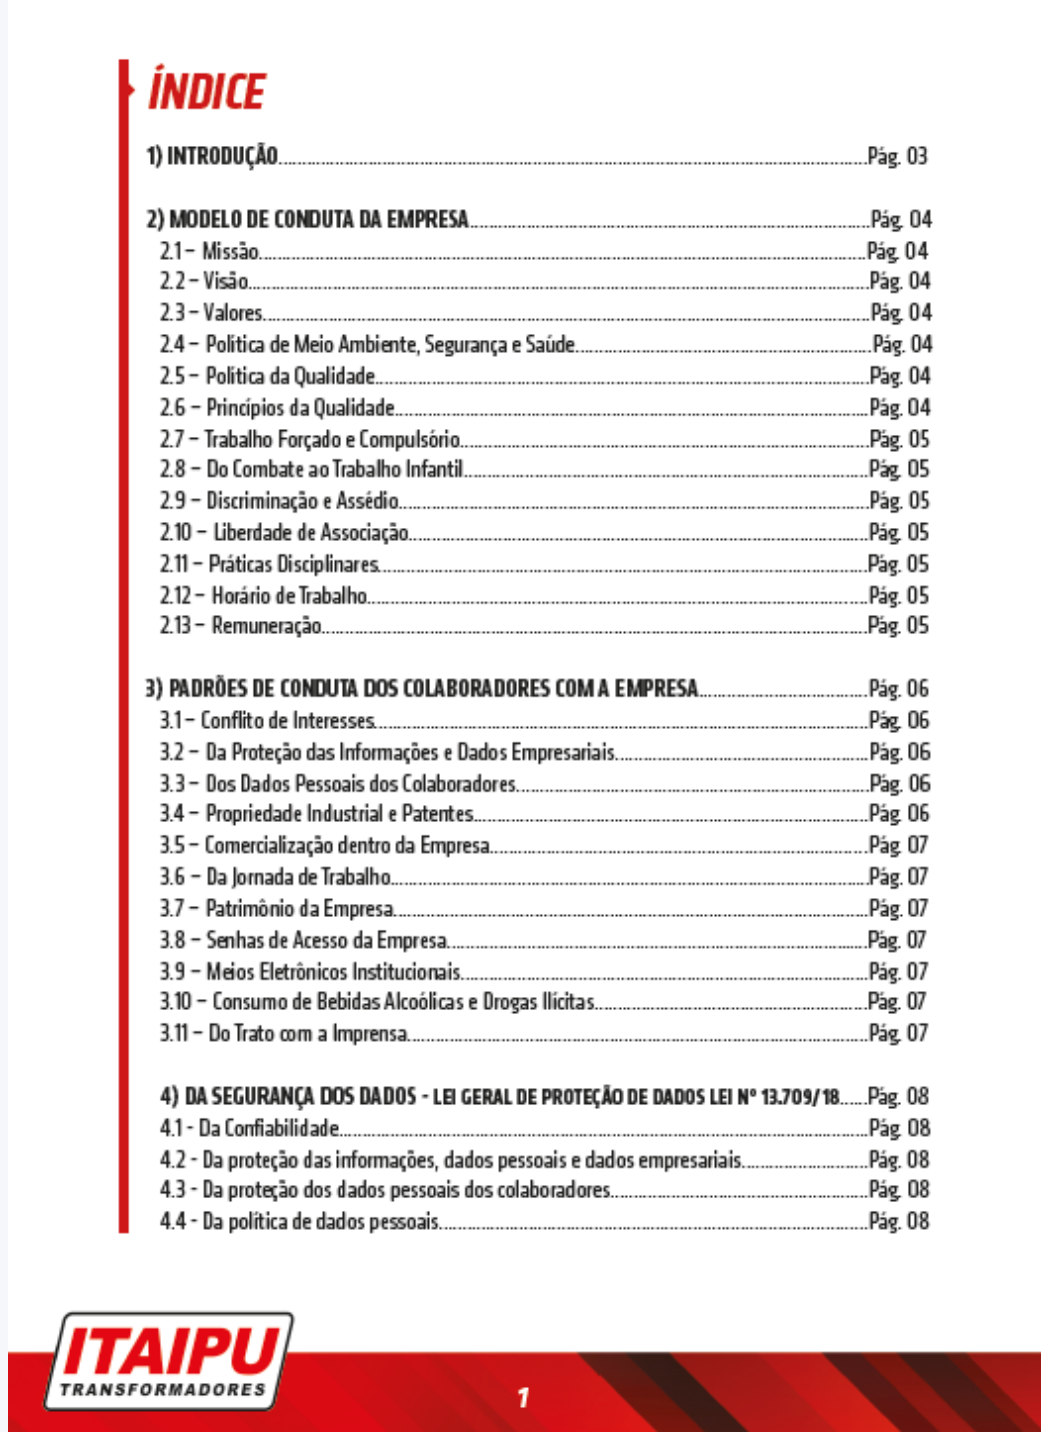 ÍNDICE
1) INTRODUÇÃO........Pág. 03
2) MODELO DE CONDUTA DA EMPRESA........Pág. 04
2.1 – Missão........Pág. 04
2.2 – Visão........Pág. 04
2.3 – Valores........Pág. 04
2.4 – Política de Meio Ambiente, Segurança e Saúde........Pág. 04
2.5 – Política da Qualidade........Pág. 04
2.6 – Princípios da Qualidade........Pág. 04
2.7 – Trabalho Forçado e Compulsório........Pág. 05
2.8 – Do Combate ao Trabalho Infantil........Pág. 05
2.9 – Discriminação e Assédio........Pág. 05
2.10 – Liberdade de Associação........Pág. 05
2.11 – Práticas Disciplinares........Pág. 05
2.12 – Horário de Trabalho........Pág. 05
2.13 – Remuneração........Pág. 05
3) PADRÕES DE CONDUTA DOS COLABORADORES COM A EMPRESA........Pág. 06
3.1 – Conflito de Interesses........Pág. 06
3.2 – Da Proteção das Informações e Dados Empresariais........Pág. 06
3.3 – Dos Dados Pessoais dos Colaboradores........Pág. 06
3.4 – Propriedade Industrial e Patentes........Pág. 06
3.5 – Comercialização dentro da Empresa........Pág. 07
3.6 – Da Jornada de Trabalho........Pág. 07
3.7 – Patrimônio da Empresa........Pág. 07
3.8 – Senhas de Acesso da Empresa........Pág. 07
3.9 – Meios Eletrônicos Institucionais........Pág. 07
3.10 – Consumo de Bebidas Alcoólicas e Drogas Ilícitas........Pág. 07
3.11 – Do Trato com a Imprensa........Pág. 07
4) DA SEGURANÇA DOS DADOS - LEI GERAL DE PROTEÇÃO DE DADOS LEI Nº 13.709/18......Pág. 08
4.1 - Da Confiabilidade........Pág. 08
4.2 - Da proteção das informações, dados pessoais e dados empresariais........Pág. 08
4.3 - Da proteção dos dados pessoais dos colaboradores........Pág. 08
4.4 - Da política de dados pessoais........Pág. 08
ITAIPU
TRANSFORMADORES
1